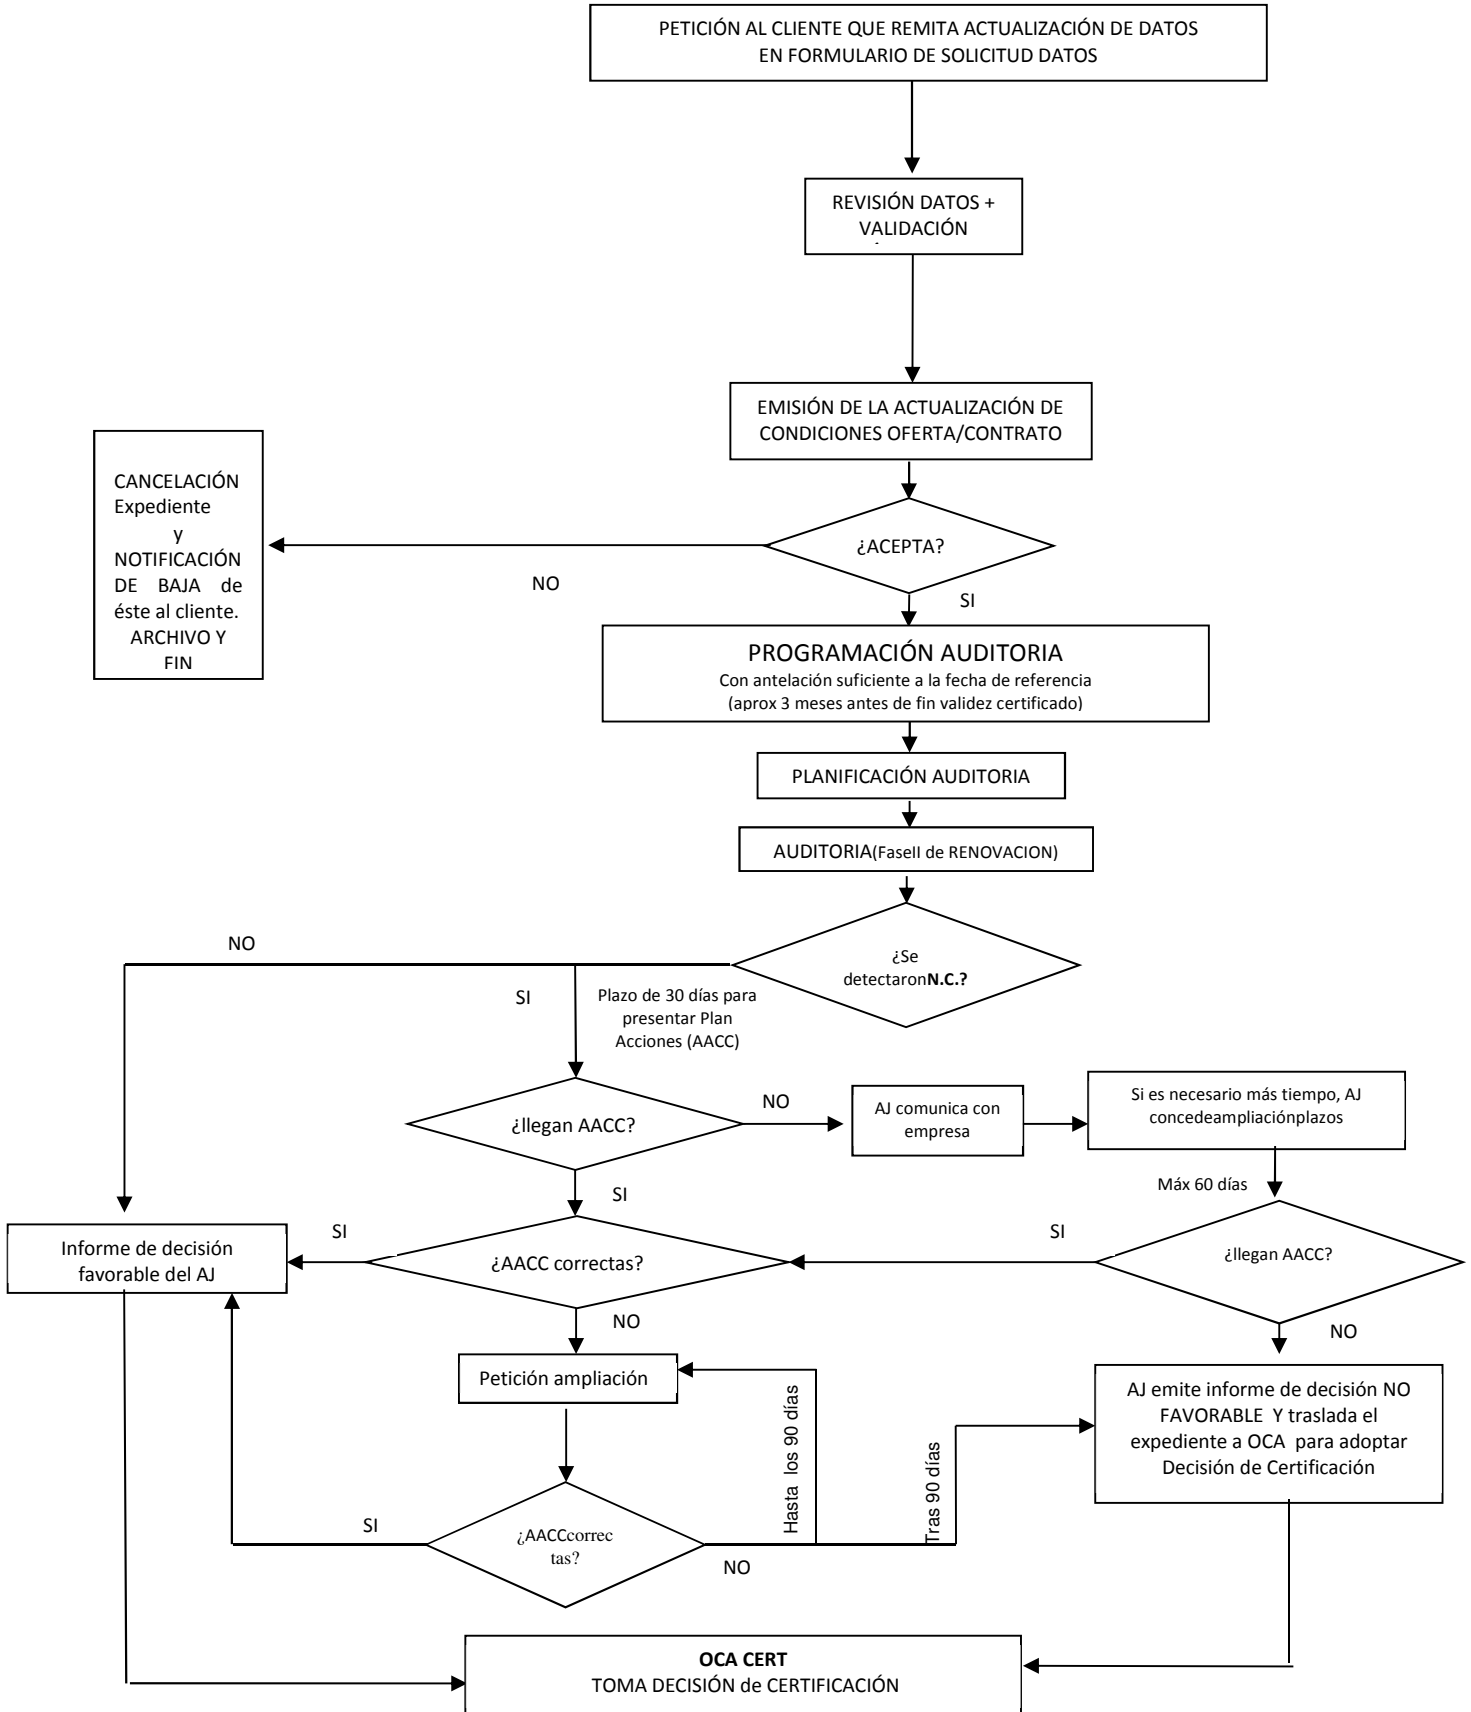 PETICIÓN AL CLIENTE QUE REMITA ACTUALIZACIÓN DE DATOS
EN FORMULARIO DE SOLICITUD DATOS
REVISIÓN DATOS +
VALIDACIÓN
EMISIÓN DE LA ACTUALIZACIÓN DE
CONDICIONES OFERTA/CONTRATO
CANCELACIÓN
Expediente
y
NOTIFICACIÓN
DE BAJA de
éste al cliente.
ARCHIVO Y
FIN
¿ACEPTA?
NO
SI
PROGRAMACIÓN AUDITORIA
Con antelación suficiente a la fecha de referencia
(aprox 3 meses antes de fin validez certificado)
PLANIFICACIÓN AUDITORIA
AUDITORIA(FaseII de RENOVACION)
NO
¿Se
detectaronN.C.?
SI
Plazo de 30 días para
presentar Plan
Acciones (AACC)
¿llegan AACC?
NO
AJ comunica con
empresa
Si es necesario más tiempo, AJ
concedeampliaciónplazos
SI
Máx 60 días
Informe de decisión
favorable del AJ
SI
¿AACC correctas?
SI
¿llegan AACC?
NO
NO
Petición ampliación
Hasta los 90 días
Tras 90 días
AJ emite informe de decisión NO
FAVORABLE Y traslada el
expediente a OCA para adoptar
Decisión de Certificación
SI
¿AACCcorrec
tas?
NO
OCA CERT
TOMA DECISIÓN de CERTIFICACIÓN